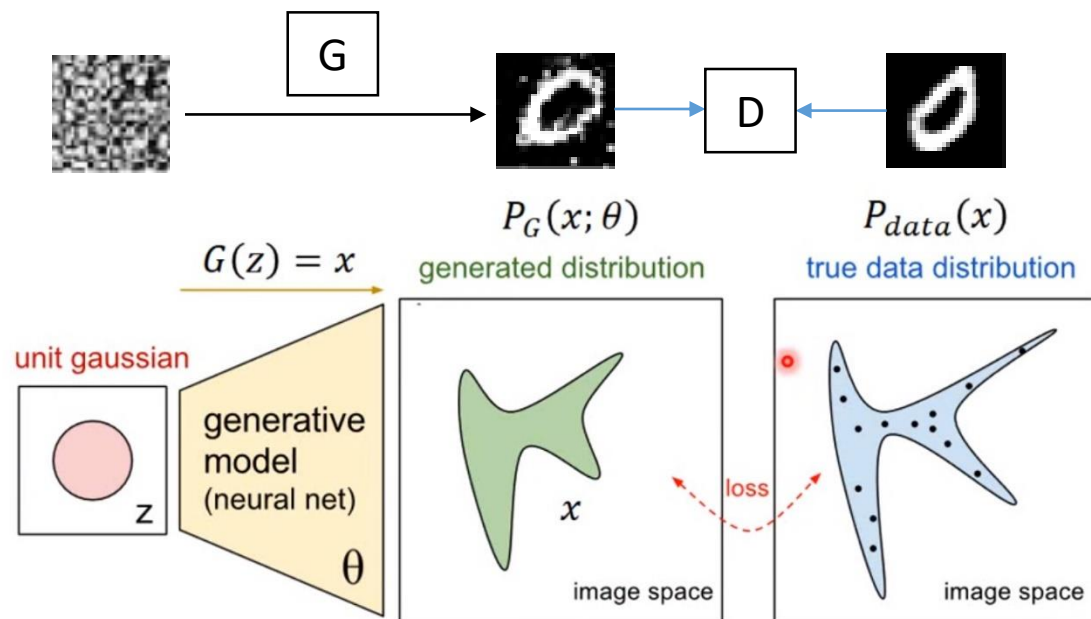 G
D
P_G(x; θ)
P_data(x)
G(z) = x
generated distribution
true data distribution
unit gaussian
z
generative
model
(neural net)
θ
x
image space
loss
image space